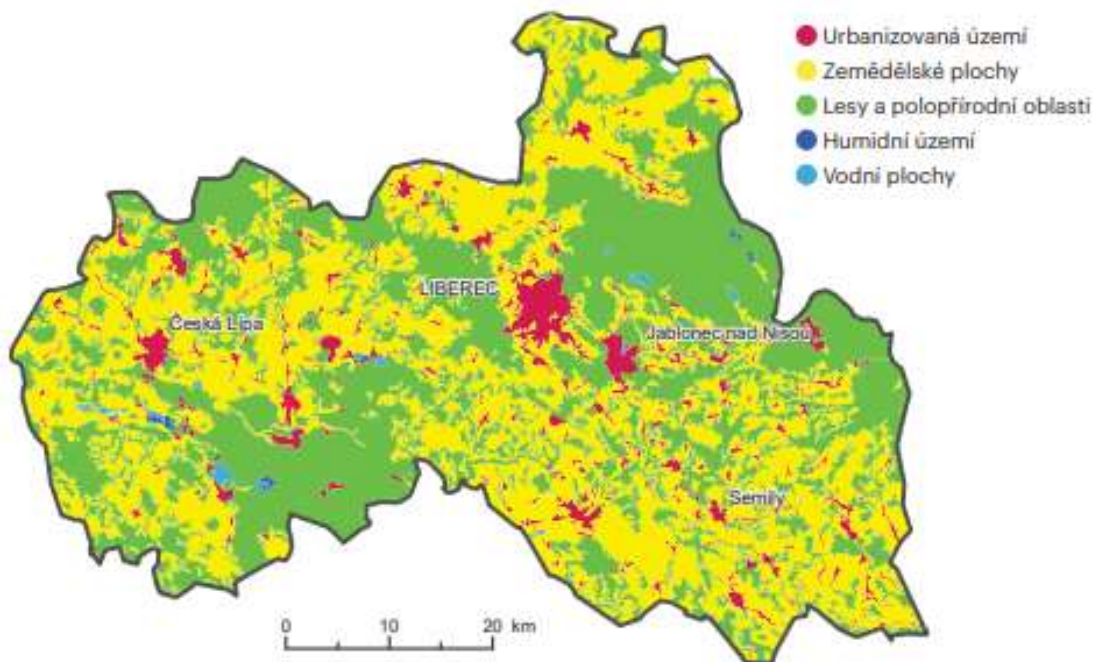 Urbanizovaná území
Zemědělské plochy
Lesy a polopřírodní oblasti
Humidní území
Vodní plochy
LIBEREC
Česká Lípa
Jablonec nad Nisou
Semily
0 10 20 km